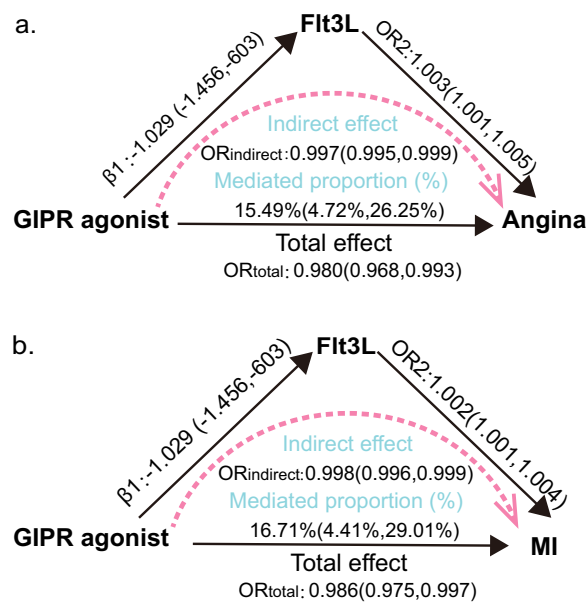 a.
Flt3L
β1:-1.029 (-1.456,-603)
OR2:1.003(1.001,1.005)
Indirect effect
ORindirect:0.997(0.995,0.999)
Mediated proportion (%)
GIPR agonist
15.49%(4.72%,26.25%)
Angina
Total effect
ORtotal: 0.980(0.968,0.993)
b.
Flt3L
β1:-1.029 (-1.456,-603)
OR2:1.002(1.001,1.004)
Indirect effect
ORindirect:0.998(0.996,0.999)
Mediated proportion (%)
GIPR agonist
16.71%(4.41%,29.01%)
MI
Total effect
ORtotal: 0.986(0.975,0.997)